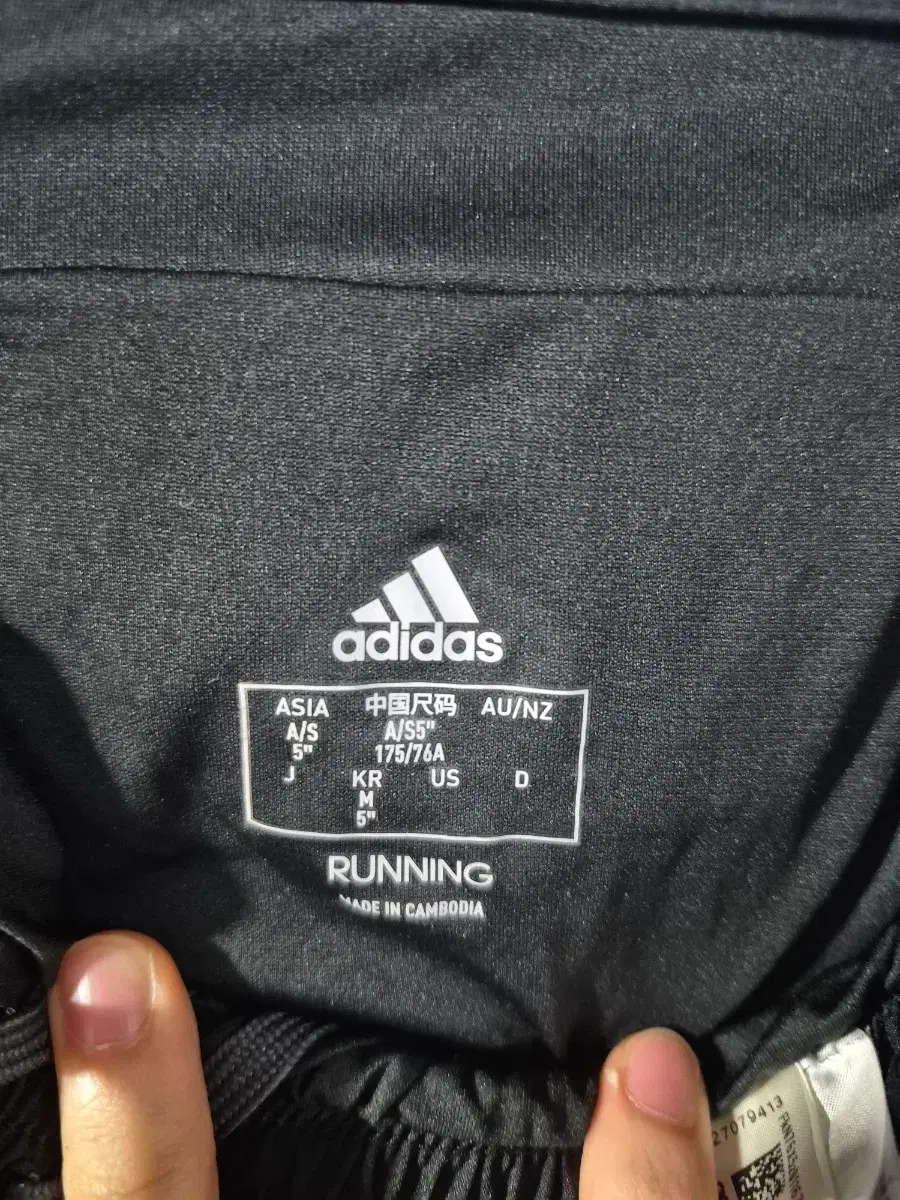 adidas
ASIA 中国尺码 AU/NZ
A/S A/S5"
5" 175/76A
J KR US D
M
5"
RUNNING
MADE IN CAMBODIA
27079413